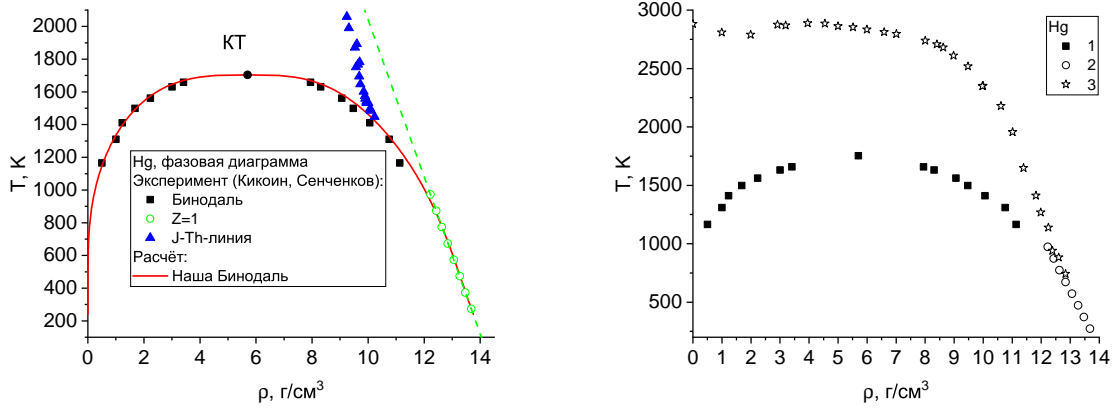 2000
1800
1600
1400
1200
1000
800
600
400
200
T, K
КТ
Hg, фазовая диаграмма
Эксперимент (Кикоин, Сенченков):
Бинодаль
Z=1
J-Th-линия
Расчёт:
Наша Бинодаль
0 2 4 6 8 10 12 14
ρ, г/см³
3000
2500
2000
1500
1000
500
T, K
Hg
1
2
3
0 1 2 3 4 5 6 7 8 9 10 11 12 13 14
ρ, г/см³